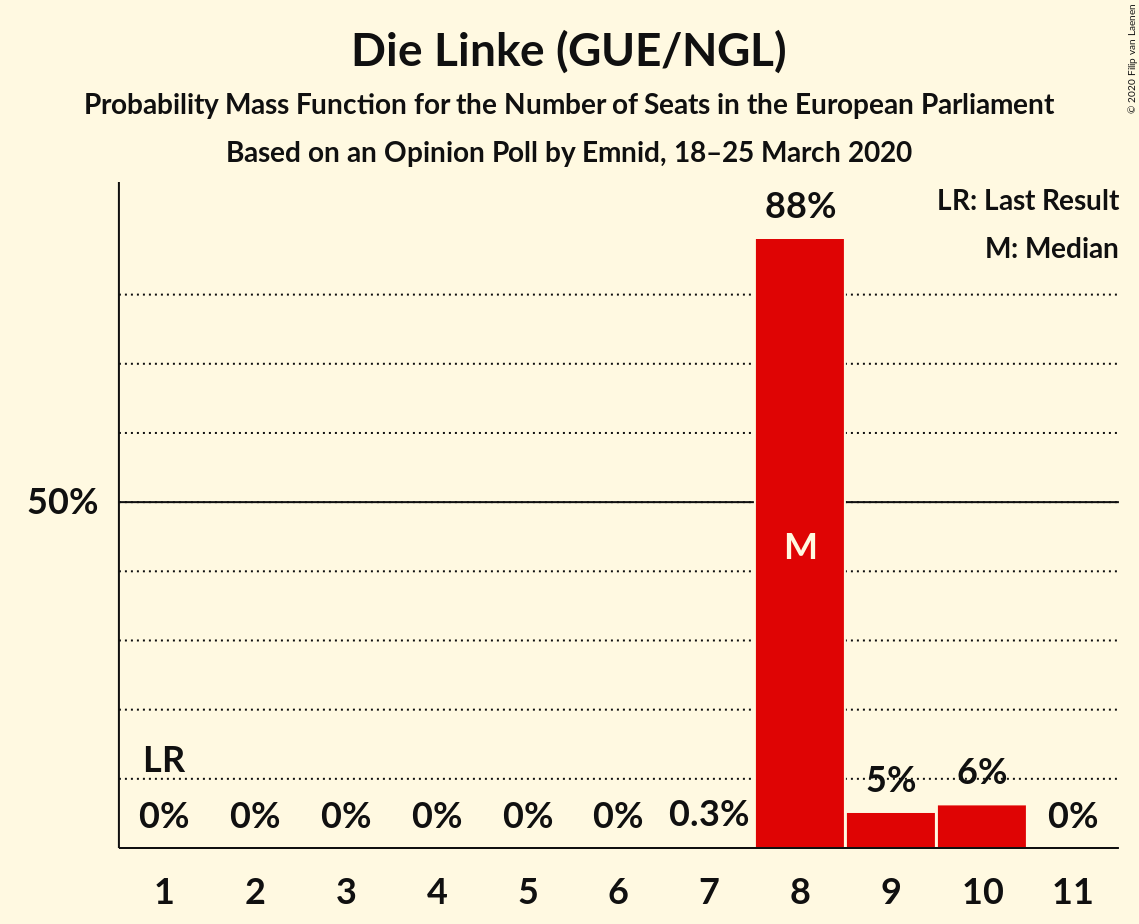 Die Linke (GUE/NGL)
Probability Mass Function for the Number of Seats in the European Parliament
Based on an Opinion Poll by Emnid, 18–25 March 2020
© 2020 Filip van Laenen
LR: Last Result
M: Median
88%
50%
M
LR
0% 0% 0% 0% 0% 0% 0.3% 5% 6% 0%
1 2 3 4 5 6 7 8 9 10 11